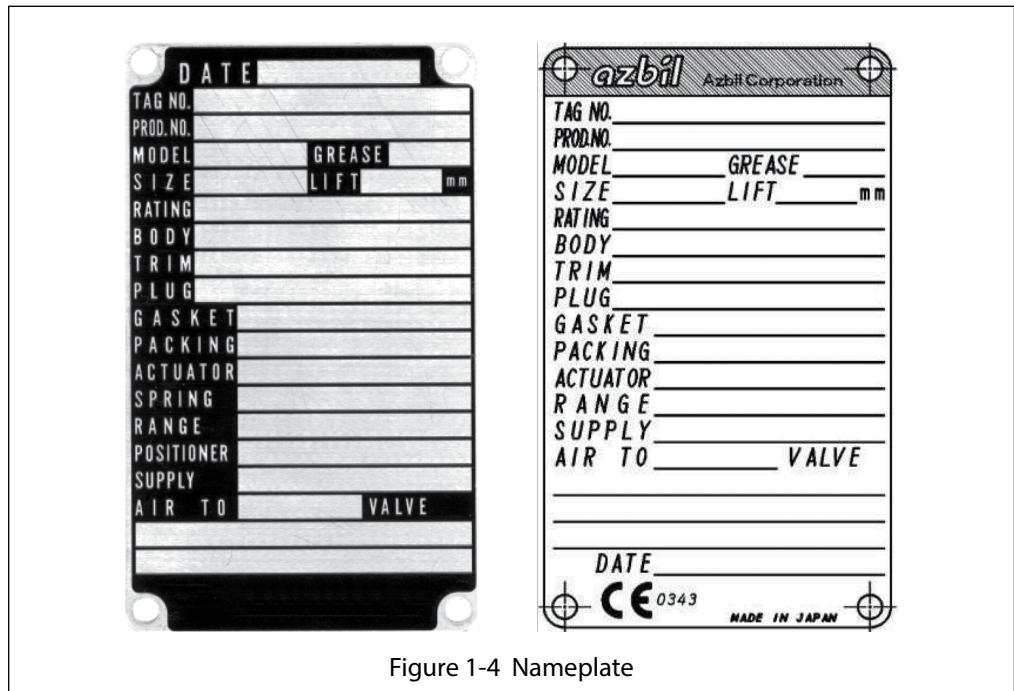 DATE
TAG NO.
PROD. NO.
MODEL GREASE
SIZE LIFT mm
RATING
BODY
TRIM
PLUG
GASKET
PACKING
ACTUATOR
SPRING
RANGE
POSITIONER
SUPPLY
AIR TO VALVE
azbil Azbil Corporation
TAG NO.
PROD.NO.
MODEL GREASE
SIZE LIFT mm
RATING
BODY
TRIM
PLUG
GASKET
PACKING
ACTUATOR
RANGE
SUPPLY
AIR TO VALVE
DATE
CE 0343
MADE IN JAPAN
Figure 1-4 Nameplate